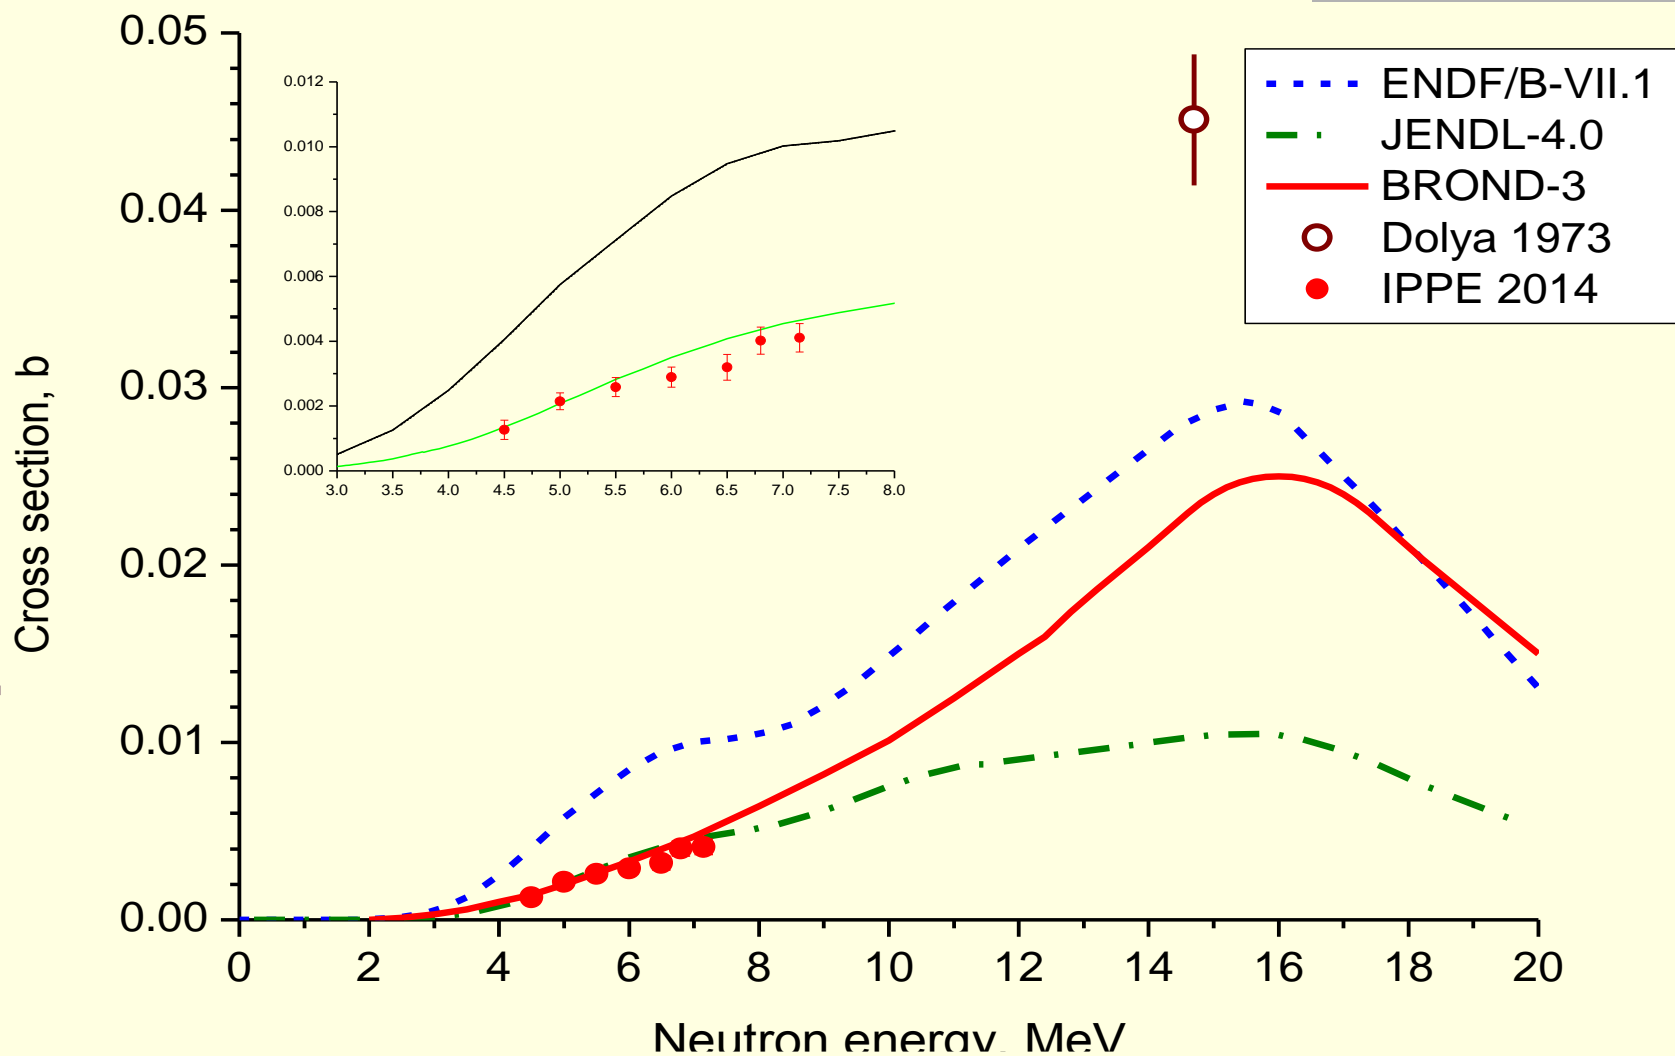 0.05
0.04
0.03
0.02
0.01
0.00
Cross section, b
0.012
0.010
0.008
0.006
0.004
0.002
0.000
3.0 3.5 4.0 4.5 5.0 5.5 6.0 6.5 7.0 7.5 8.0
ENDF/B-VII.1
JENDL-4.0
BROND-3
Dolya 1973
IPPE 2014
0 2 4 6 8 10 12 14 16 18 20
Neutron energy, MeV